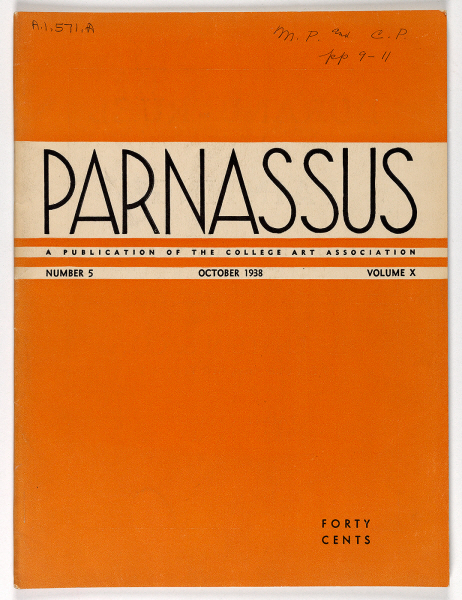 A.1.571.A
M. P. and C. P.
pp 9-11
PARNASSUS
A PUBLICATION OF THE COLLEGE ART ASSOCIATION
NUMBER 5 OCTOBER 1938 VOLUME X
FORTY
CENTS